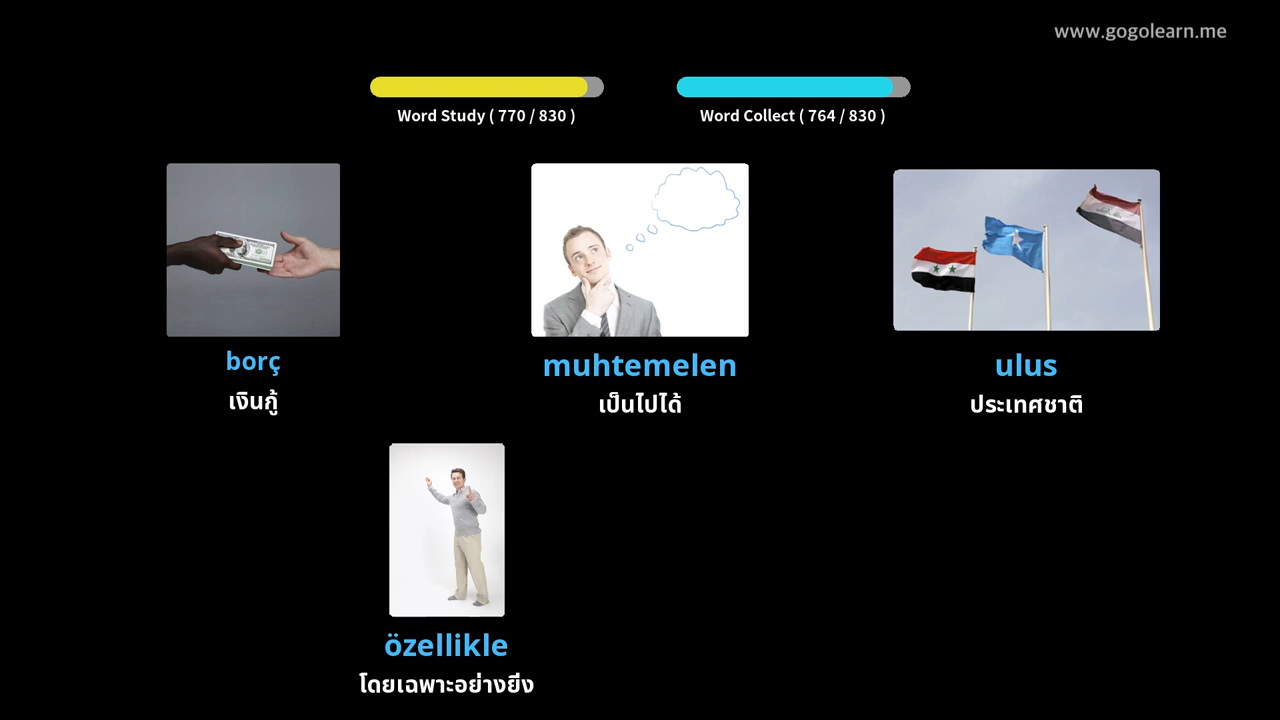 www.gogolearn.me
Word Study ( 770 / 830 )
Word Collect ( 764 / 830 )
borç
เงินกู้
muhtemelen
เป็นไปได้
ulus
ประเทศชาติ
özellikle
โดยเฉพาะอย่างยิ่ง